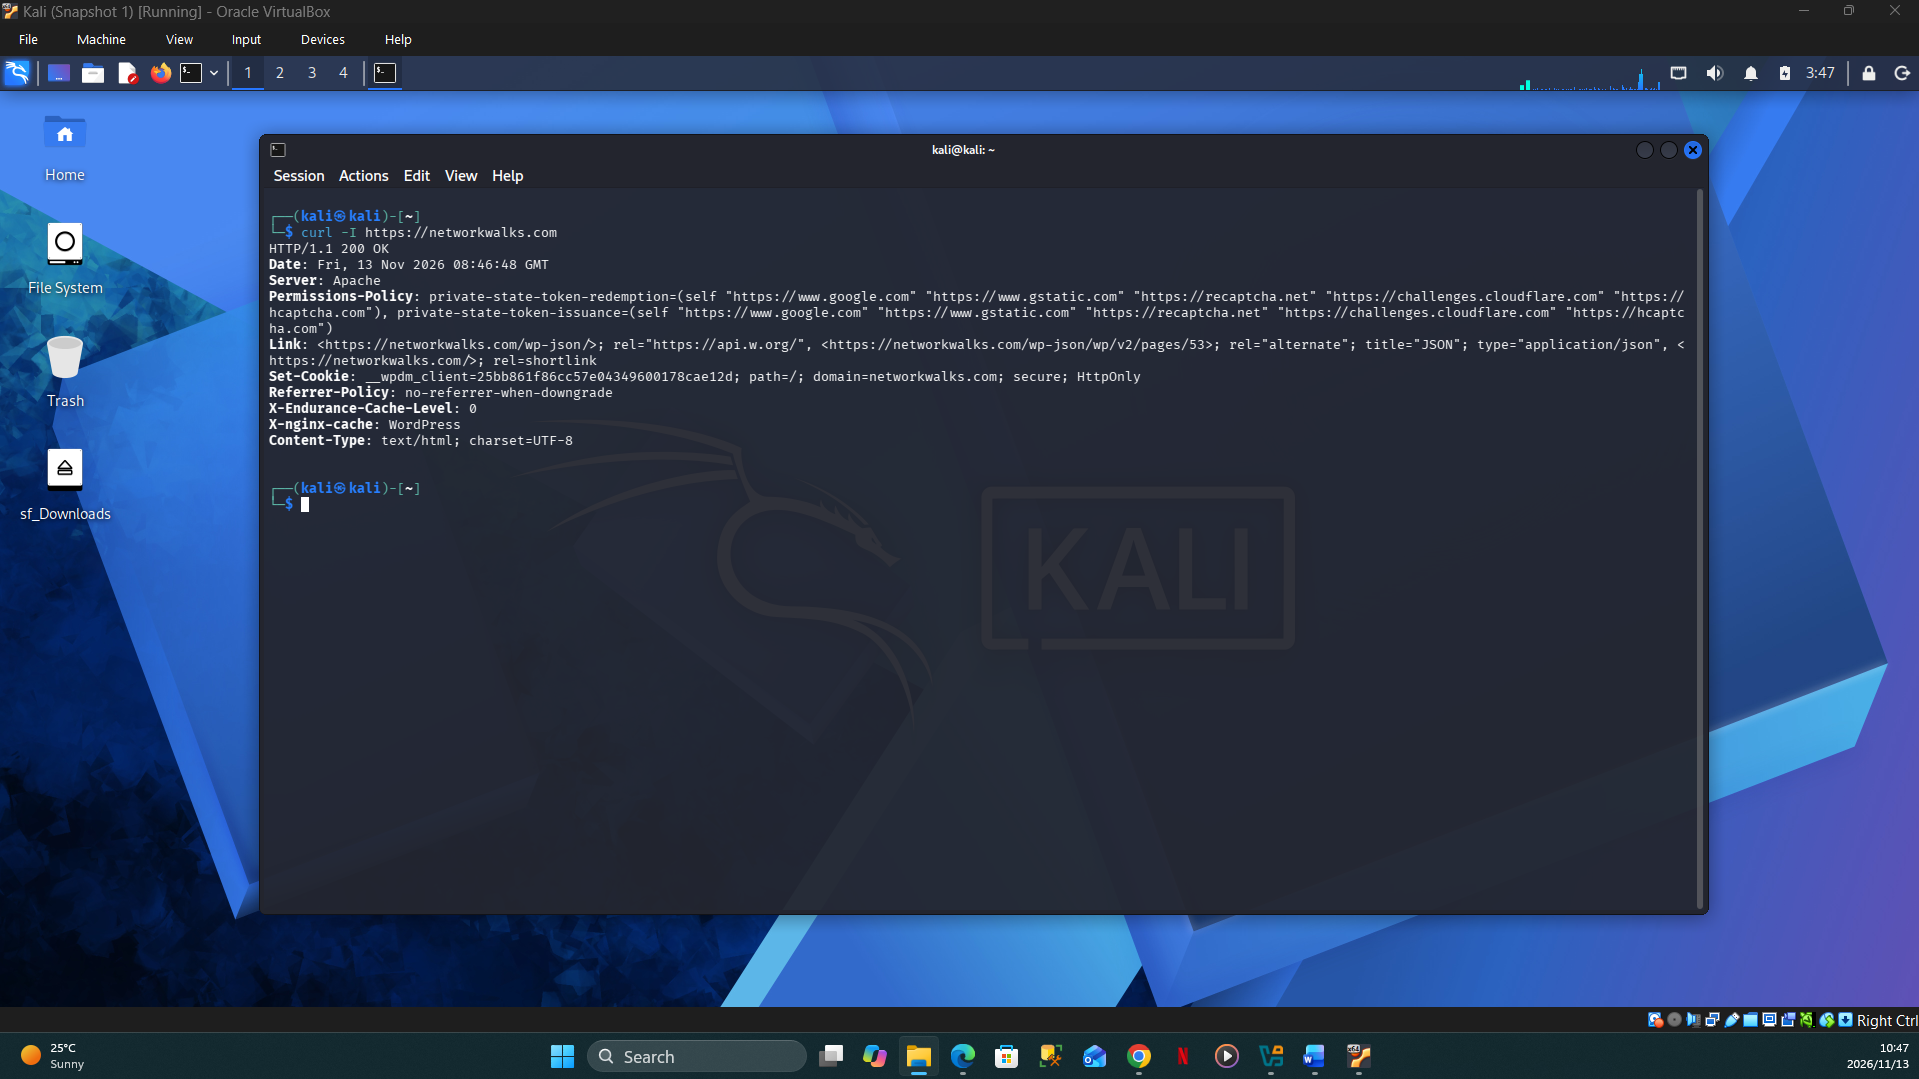 Kali (Snapshot 1) [Running] - Oracle VirtualBox
File Machine View Input Devices Help
1 2 3 4 3:47
Home
File System
Trash
sf_Downloads
kali@kali: ~
Session Actions Edit View Help
┌──(kali㉿kali)-[~]
└─$ curl -I https://networkwalks.com
HTTP/1.1 200 OK
Date: Fri, 13 Nov 2026 08:46:48 GMT
Server: Apache
Permissions-Policy: private-state-token-redemption=(self "https://www.google.com" "https://www.gstatic.com" "https://recaptcha.net" "https://challenges.cloudflare.com" "https://
hcaptcha.com"), private-state-token-issuance=(self "https://www.google.com" "https://www.gstatic.com" "https://recaptcha.net" "https://challenges.cloudflare.com" "https://hcaptc
ha.com")
Link: <https://networkwalks.com/wp-json/>; rel="https://api.w.org/", <https://networkwalks.com/wp-json/wp/v2/pages/53>; rel="alternate"; title="JSON"; type="application/json", <
https://networkwalks.com/>; rel=shortlink
Set-Cookie: __wpdm_client=25bb861f86cc57e04349600178cae12d; path=/; domain=networkwalks.com; secure; HttpOnly
Referrer-Policy: no-referrer-when-downgrade
X-Endurance-Cache-Level: 0
X-nginx-cache: WordPress
Content-Type: text/html; charset=UTF-8
┌──(kali㉿kali)-[~]
└─$
KALI
Right Ctrl
25°C
Sunny
Search
10:47
2026/11/13